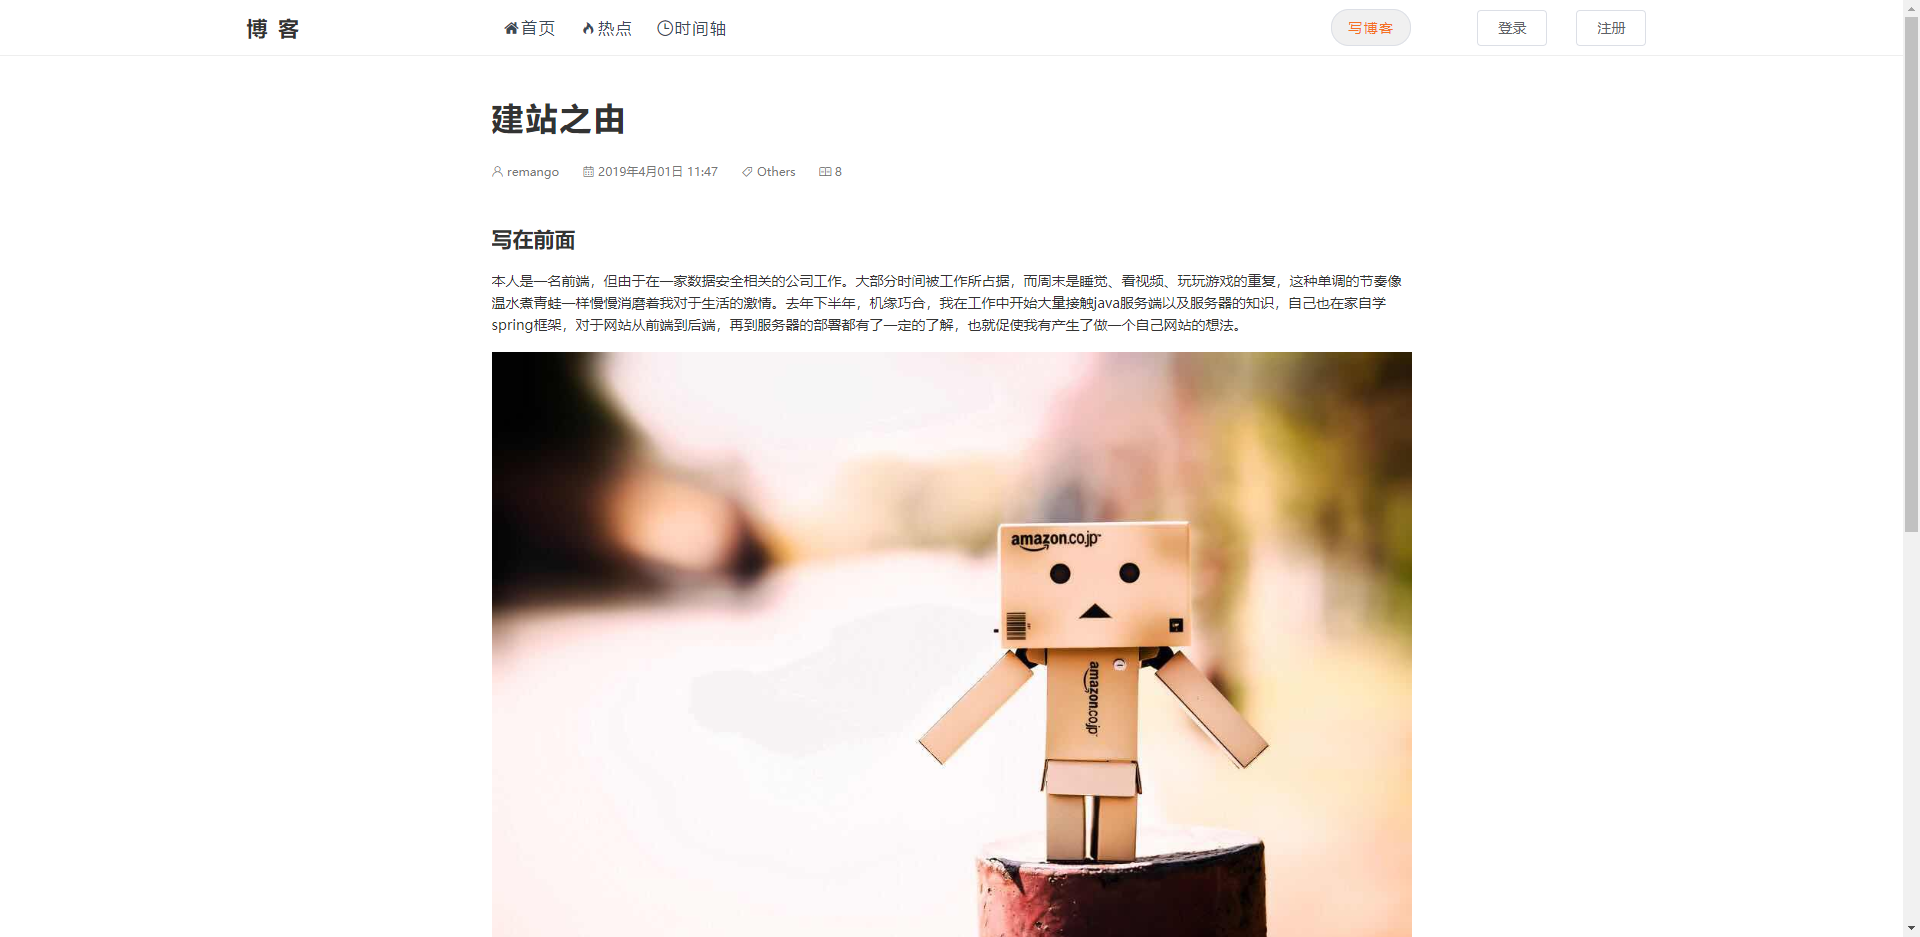 博 客
首页 热点 时间轴 写博客 登录 注册
建站之由
remango 2019年4月01日 11:47 Others 8
写在前面
本人是一名前端，但由于在一家数据安全相关的公司工作。大部分时间被工作所占据，而周末是睡觉、看视频、玩玩游戏的重复，这种单调的节奏像
温水煮青蛙一样慢慢消磨着我对于生活的激情。去年下半年，机缘巧合，我在工作中开始大量接触java服务端以及服务器的知识，自己也在家自学
spring框架，对于网站从前端到后端，再到服务器的部署都有了一定的了解，也就促使我有产生了做一个自己网站的想法。
amazon.co.jp
amazon.co.jp